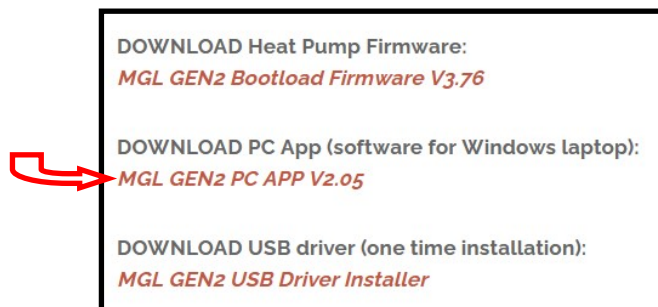 DOWNLOAD Heat Pump Firmware:
MGL GEN2 Bootload Firmware V3.76
DOWNLOAD PC App (software for Windows laptop):
MGL GEN2 PC APP V2.05
DOWNLOAD USB driver (one time installation):
MGL GEN2 USB Driver Installer